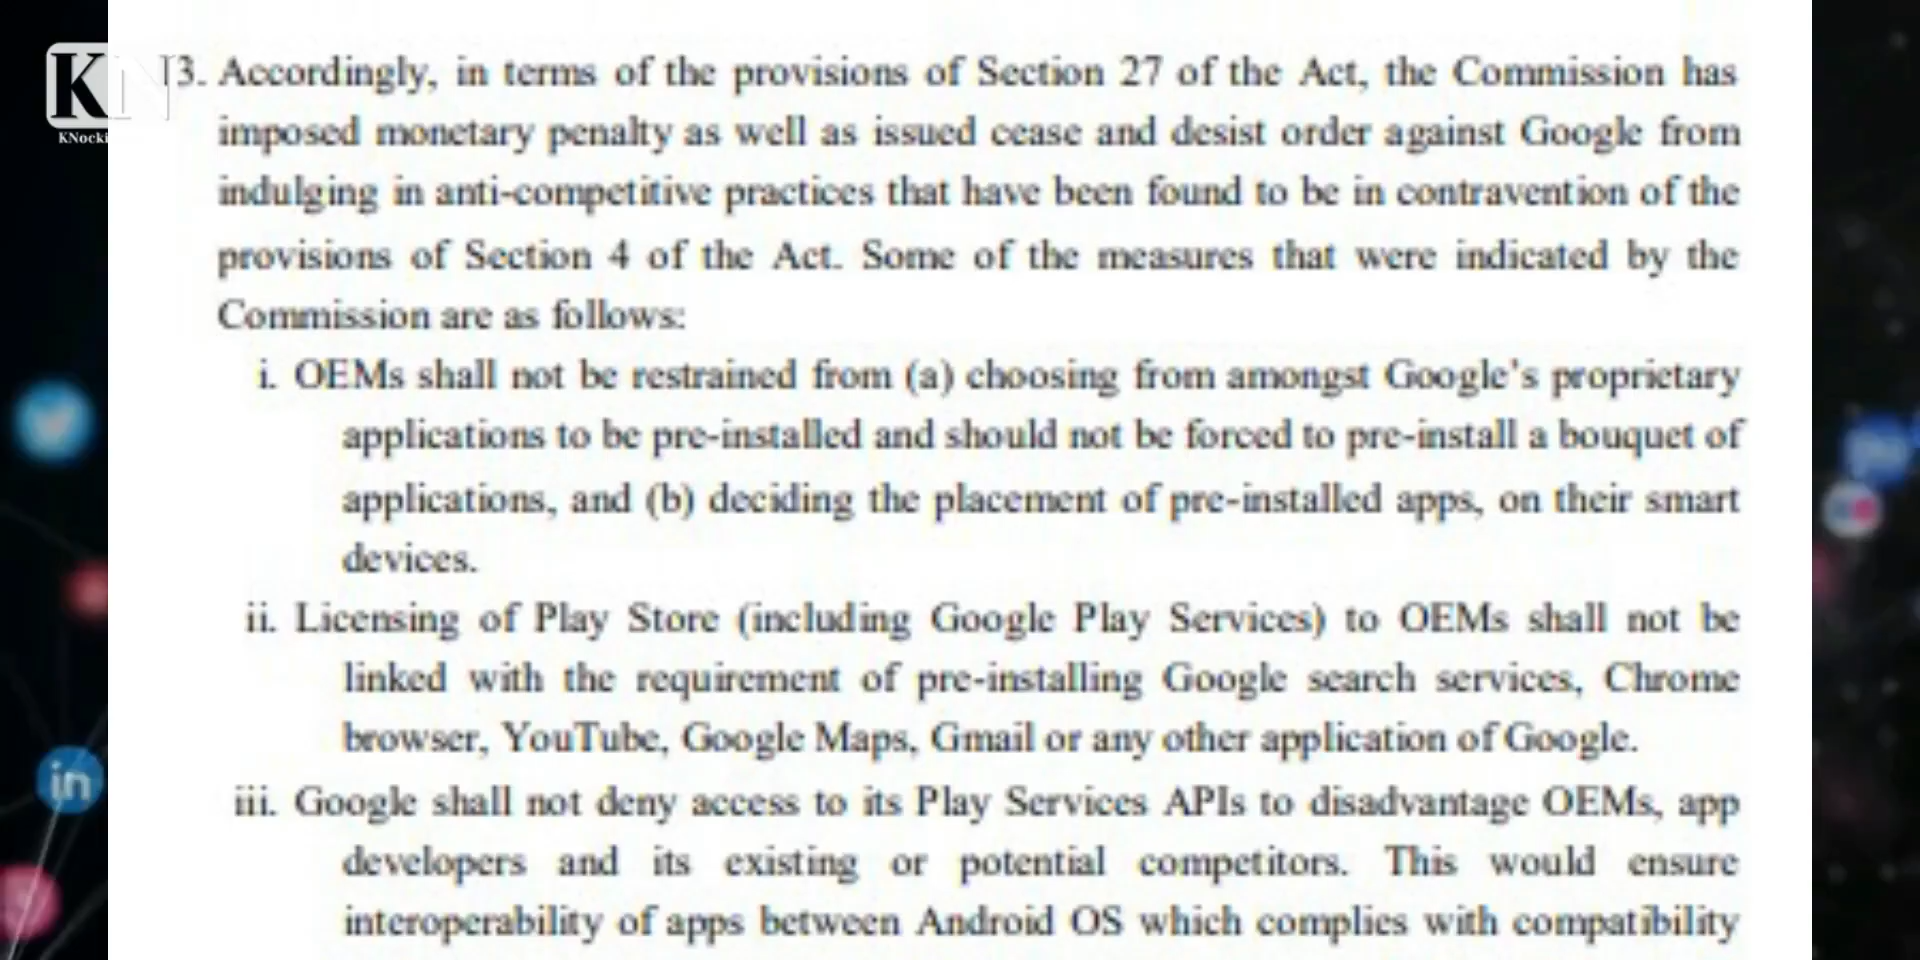 KN
KNocki
13. Accordingly, in terms of the provisions of Section 27 of the Act, the Commission has
imposed monetary penalty as well as issued cease and desist order against Google from
indulging in anti-competitive practices that have been found to be in contravention of the
provisions of Section 4 of the Act. Some of the measures that were indicated by the
Commission are as follows:
i. OEMs shall not be restrained from (a) choosing from amongst Google's proprietary
applications to be pre-installed and should not be forced to pre-install a bouquet of
applications, and (b) deciding the placement of pre-installed apps, on their smart
devices.
ii. Licensing of Play Store (including Google Play Services) to OEMs shall not be
linked with the requirement of pre-installing Google search services, Chrome
browser, YouTube, Google Maps, Gmail or any other application of Google.
iii. Google shall not deny access to its Play Services APIs to disadvantage OEMs, app
developers and its existing or potential competitors. This would ensure
interoperability of apps between Android OS which complies with compatibility
in